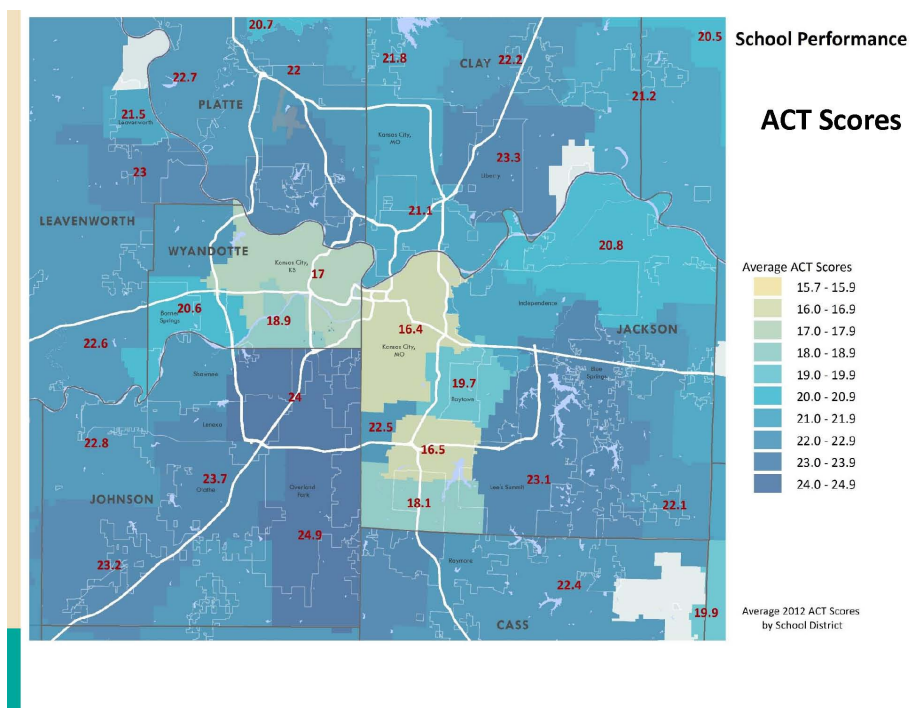 School Performance
ACT Scores
20.7
20.5
22.7
22
21.8
CLAY
22.2
21.2
PLATTE
21.5
Leavenworth
Kansas City,
MO
23
23.3
Liberty
LEAVENWORTH
21.1
WYANDOTTE
20.8
Kansas City,
KS
17
Bonner
Springs
20.6
18.9
Independence
16.4
Kansas City,
MO
JACKSON
22.6
Shawnee
Blue
Springs
19.7
Raytown
24
22.8
Lenexa
22.5
16.5
23.7
Olathe
Overland
Park
23.1
Lee's Summit
JOHNSON
18.1
22.1
24.9
23.2
Raymore
22.4
19.9
CASS
Average ACT Scores
15.7 - 15.9
16.0 - 16.9
17.0 - 17.9
18.0 - 18.9
19.0 - 19.9
20.0 - 20.9
21.0 - 21.9
22.0 - 22.9
23.0 - 23.9
24.0 - 24.9
Average 2012 ACT Scores
by School District